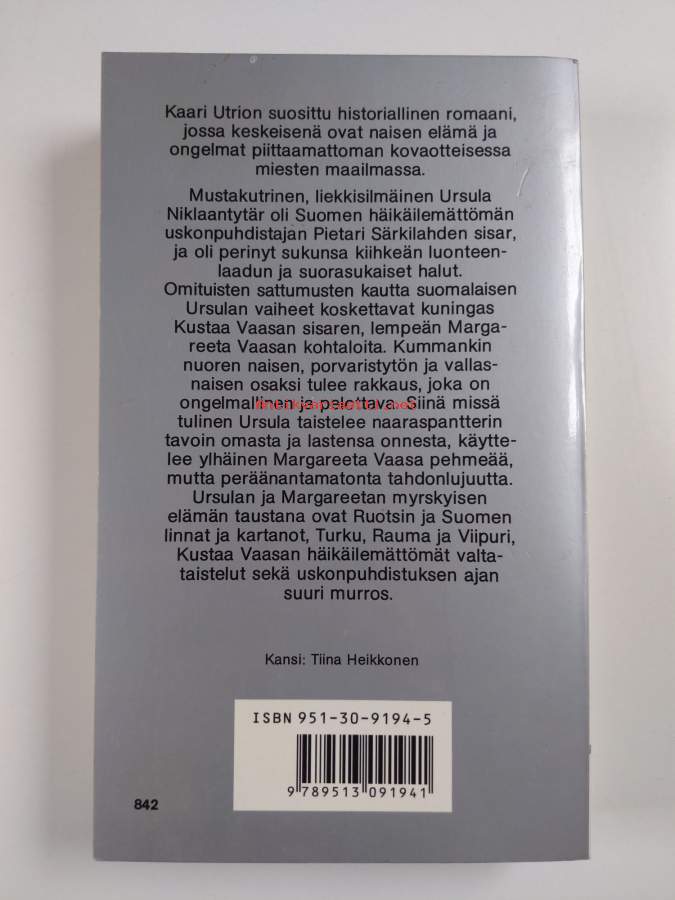 Kaari Utrion suosittu historiallinen romaani,
jossa keskeisenä ovat naisen elämä ja
ongelmat piittaamattoman kovaotteisessa
miesten maailmassa.
Mustakutrinen, liekkisilmäinen Ursula
Niklaantytär oli Suomen häikäilemättömän
uskonpuhdistajan Pietari Särkilahden sisar,
ja oli perinyt sukunsa kiihkeän luonteen-
laadun ja suorasukaiset halut.
Omituisten sattumusten kautta suomalaisen
Ursulan vaiheet koskettavat kuningas
Kustaa Vaasan sisaren, lempeän Marga-
reeta Vaasan kohtaloita. Kummankin
nuoren naisen, porvaristytön ja vallas-
naisen osaksi tulee rakkaus, joka on
ongelmallinen ja pelottava. Siinä missä
Antikvariaatti.net
tulinen Ursula taistelee naaraspantterin
tavoin omasta ja lastensa onnesta, käytte-
lee ylhäinen Margareeta Vaasa pehmeää,
mutta peräänantamatonta tahdonlujuutta.
Ursulan ja Margareetan myrskyisen
elämän taustana ovat Ruotsin ja Suomen
linnat ja kartanot, Turku, Rauma ja Viipuri,
Kustaa Vaasan häikäilemättömät valta-
taistelut sekä uskonpuhdistuksen ajan
suuri murros.
Kansi: Tiina Heikkonen
ISBN 951-30-9194-5
9 789513 091941
842